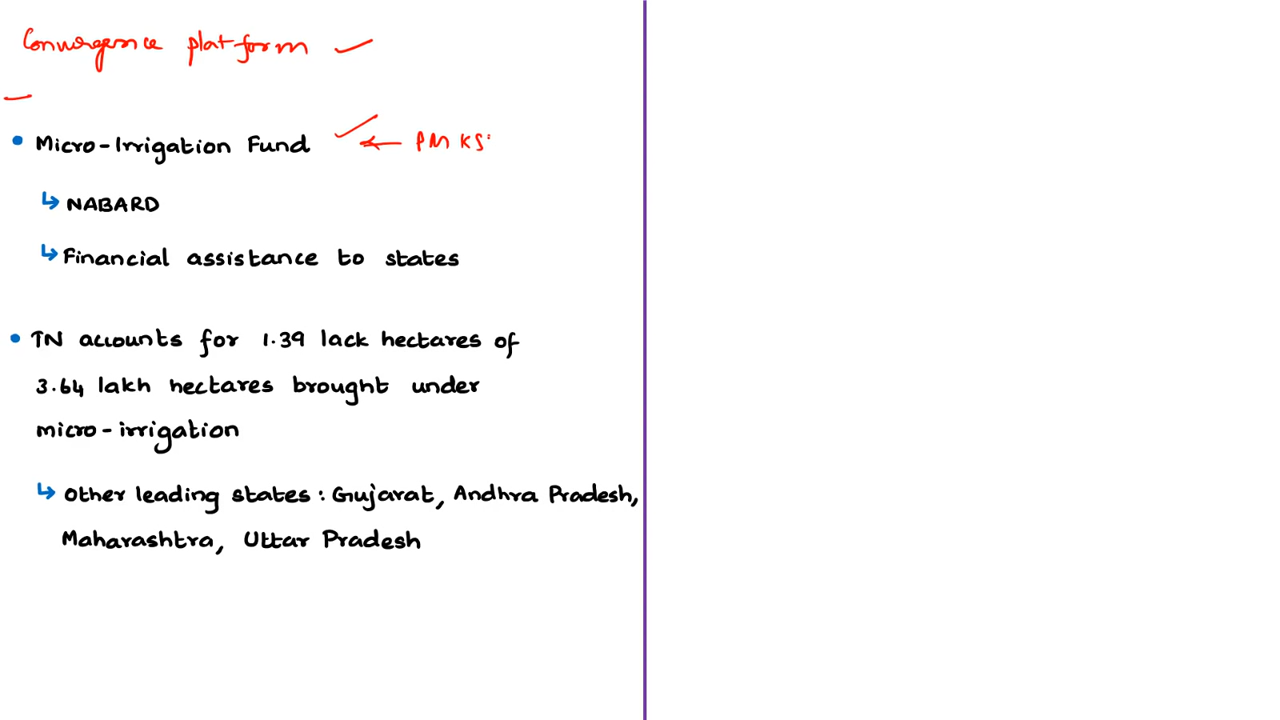 Convergence platform
Micro-Irrigation Fund ← PMKS
↳ NABARD
↳ Financial assistance to states
TN accounts for 1.39 lack hectares of
3.64 lakh hectares brought under
micro-irrigation
↳ Other leading states : Gujarat, Andhra Pradesh,
Maharashtra, Uttar Pradesh